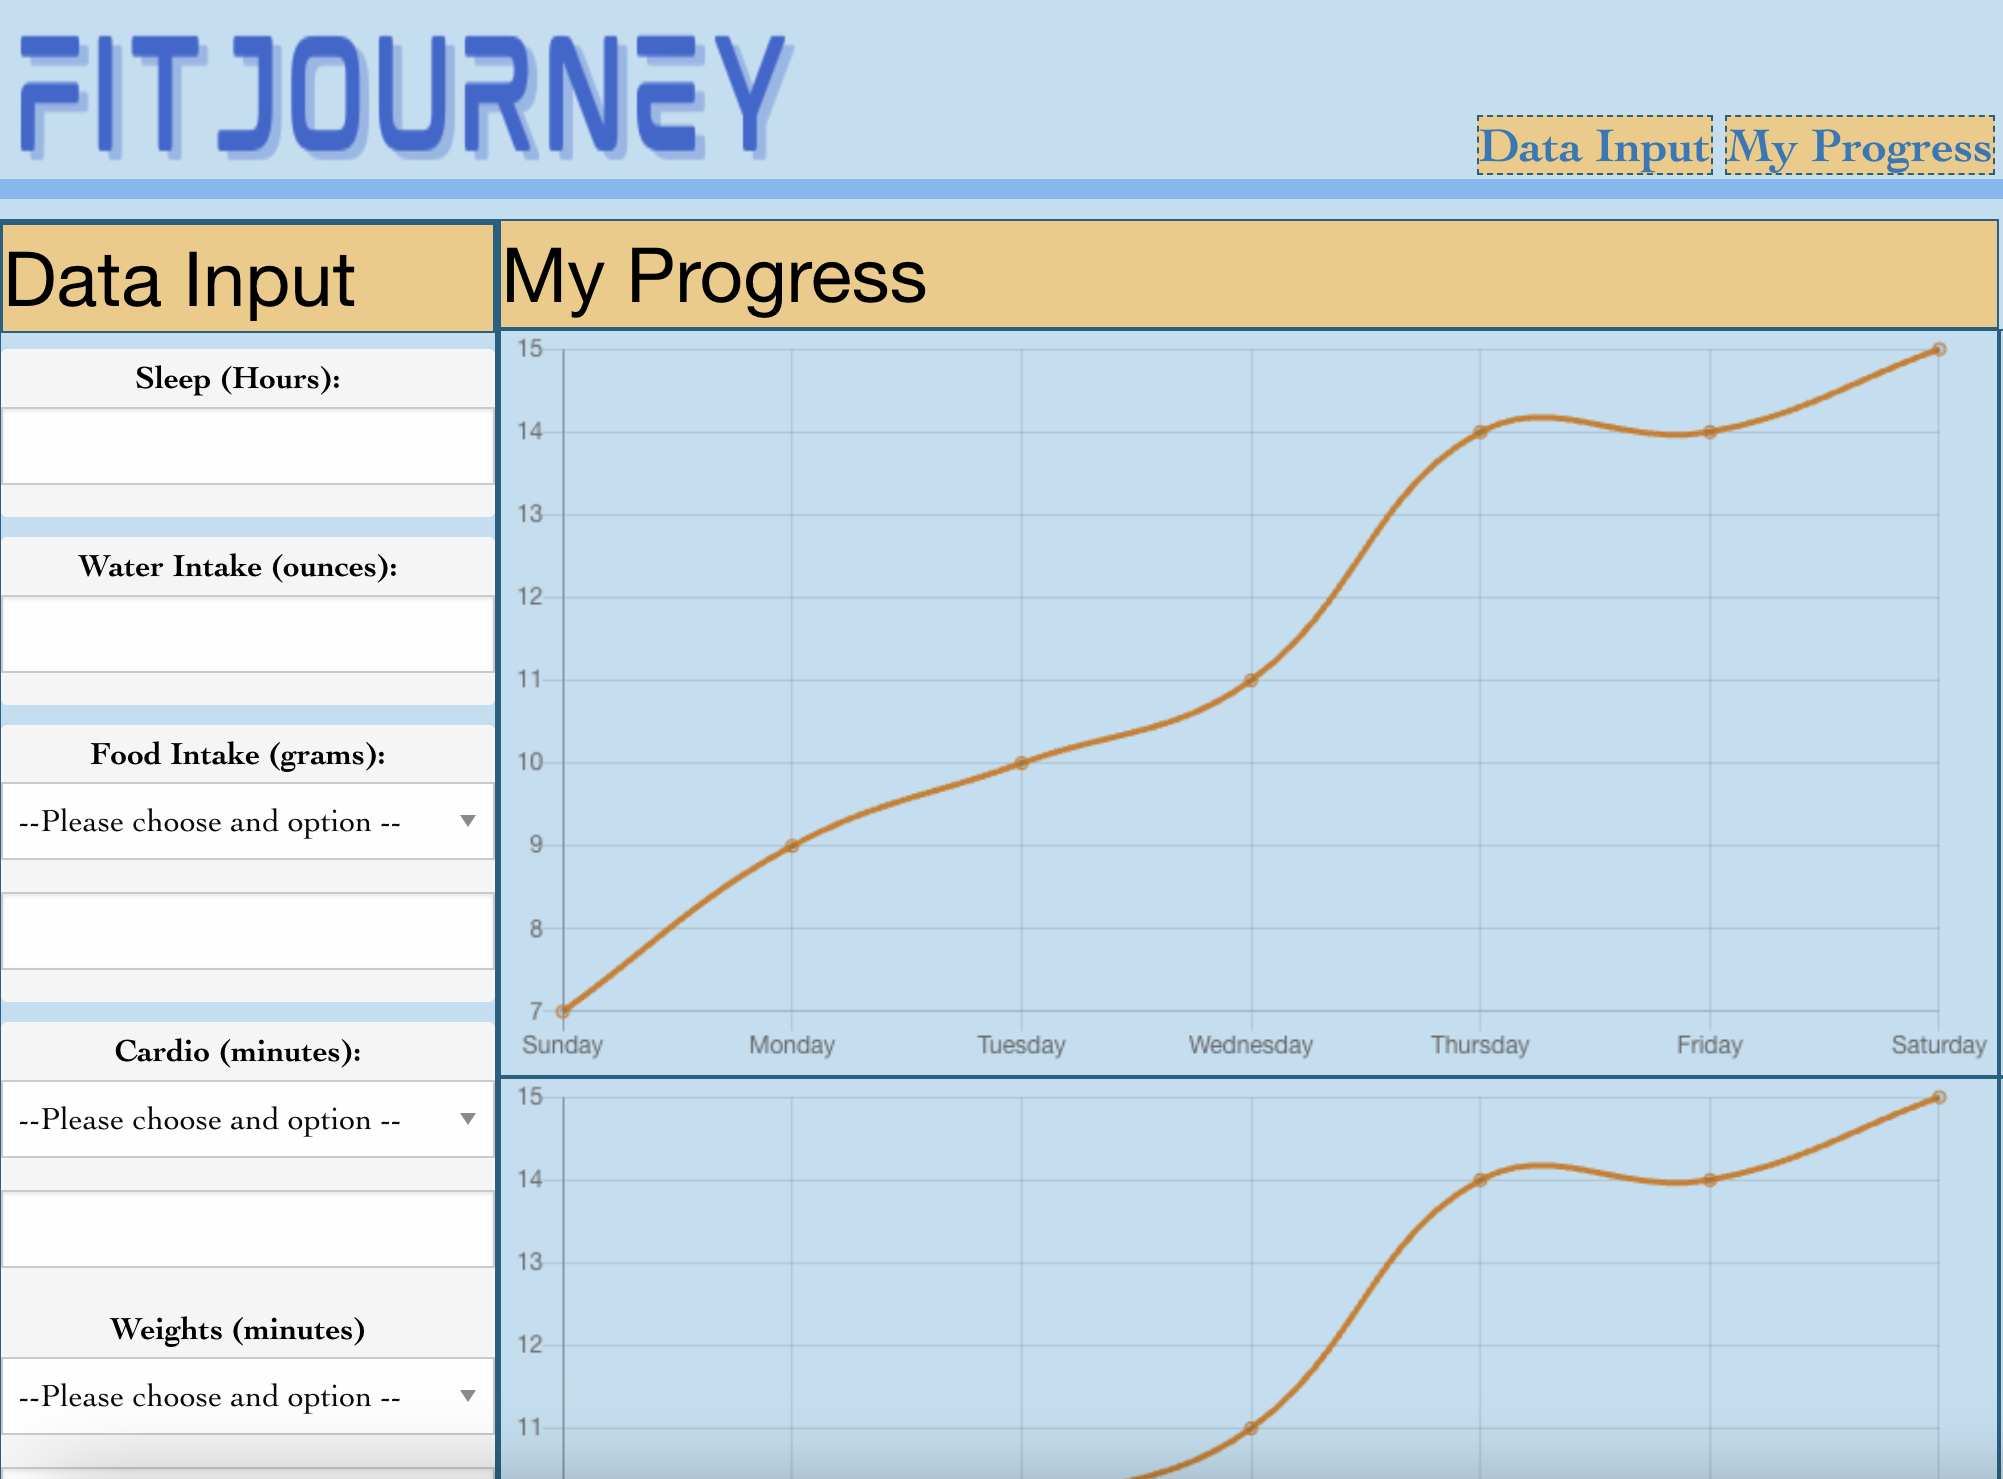 FITJOURNEY
Data Input My Progress
Data Input
Sleep (Hours):
Water Intake (ounces):
Food Intake (grams):
--Please choose and option --
Cardio (minutes):
--Please choose and option --
Weights (minutes)
--Please choose and option --
My Progress
15
14
13
12
11
10
9
8
7
Sunday Monday Tuesday Wednesday Thursday Friday Saturday
15
14
13
12
11